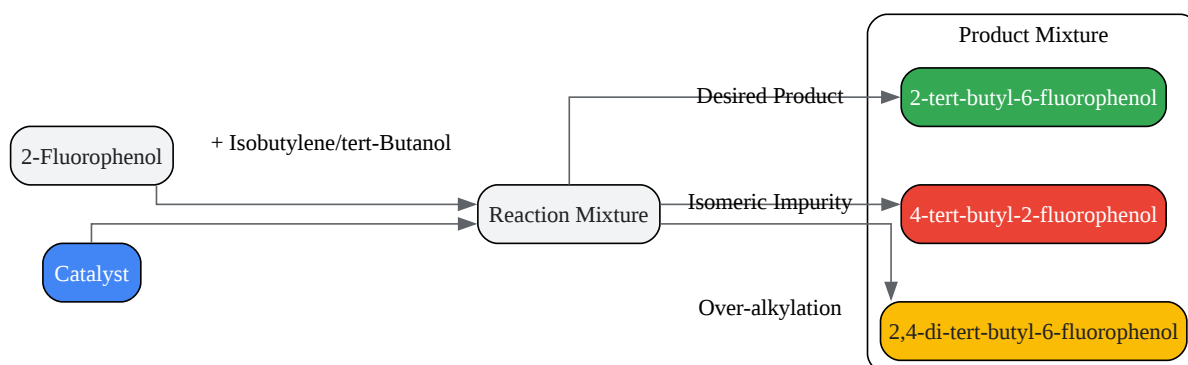 Product Mixture
Desired Product
2-tert-butyl-6-fluorophenol
+ Isobutylene/tert-Butanol
2-Fluorophenol
Isomeric Impurity
4-tert-butyl-2-fluorophenol
Reaction Mixture
Catalyst
Over-alkylation
2,4-di-tert-butyl-6-fluorophenol